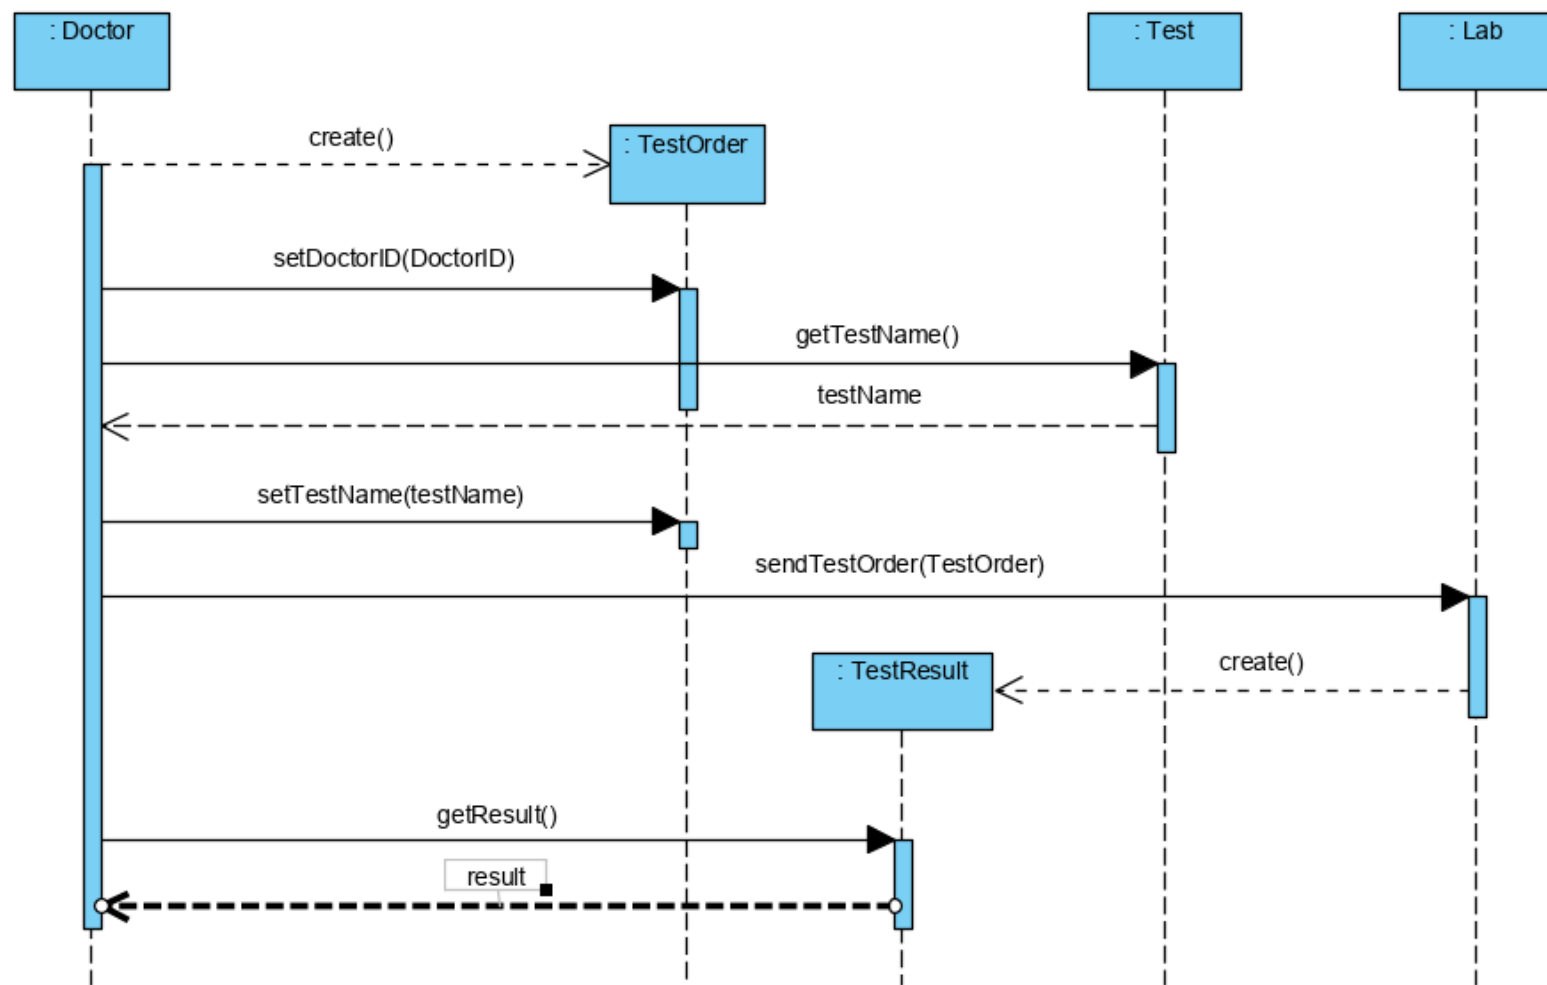 : Doctor
: Test
: Lab
create()
: TestOrder
setDoctorID(DoctorID)
getTestName()
testName
setTestName(testName)
sendTestOrder(TestOrder)
: TestResult
create()
getResult()
result